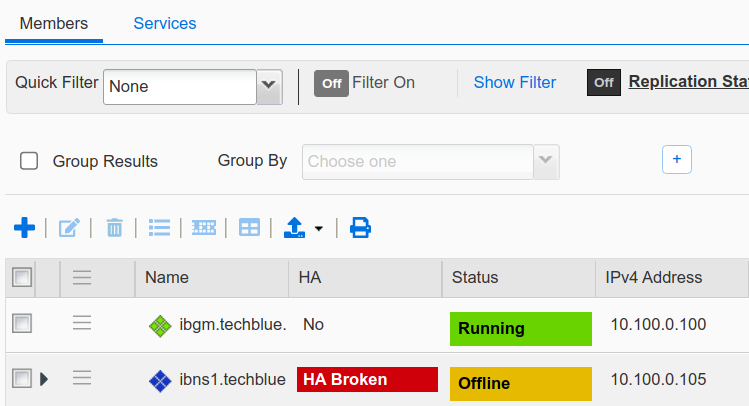 Members Services
Quick Filter None Off Filter On Show Filter Off Replication Sta
Group Results Group By Choose one +
Name HA Status IPv4 Address
ibgm.techblue. No Running 10.100.0.100
ibns1.techblue HA Broken Offline 10.100.0.105